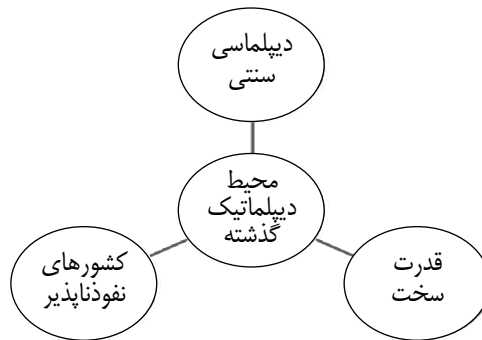 دیپلماسی
سنتی
محیط
دیپلماتیک
گذشته
قدرت
سخت
کشورهای
نفوذناپذیر